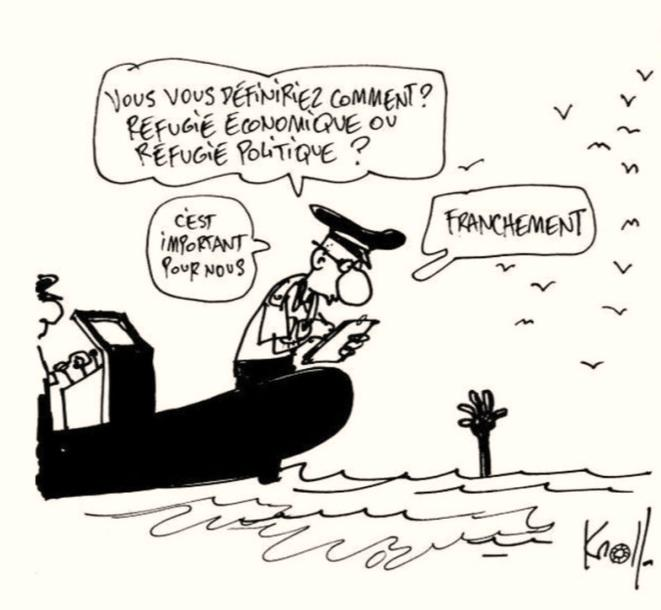 VOUS VOUS DÉFINIRIEZ COMMENT?
RÉFUGIÉ ÉCONOMIQUE OU
RÉFUGIÉ POLITIQUE ?
C'EST
IMPORTANT
POUR NOUS
FRANCHEMENT
Kroll